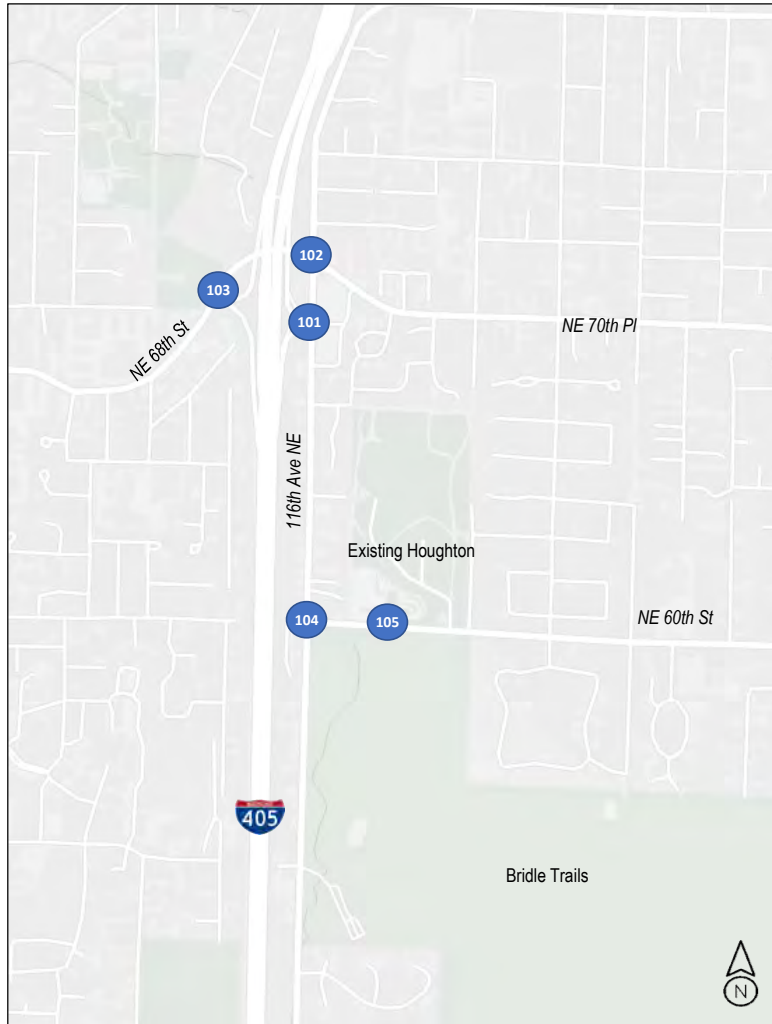 102
103
101
NE 70th Pl
NE 68th St
116th Ave NE
Existing Houghton
104
105
NE 60th St
405
Bridle Trails
N